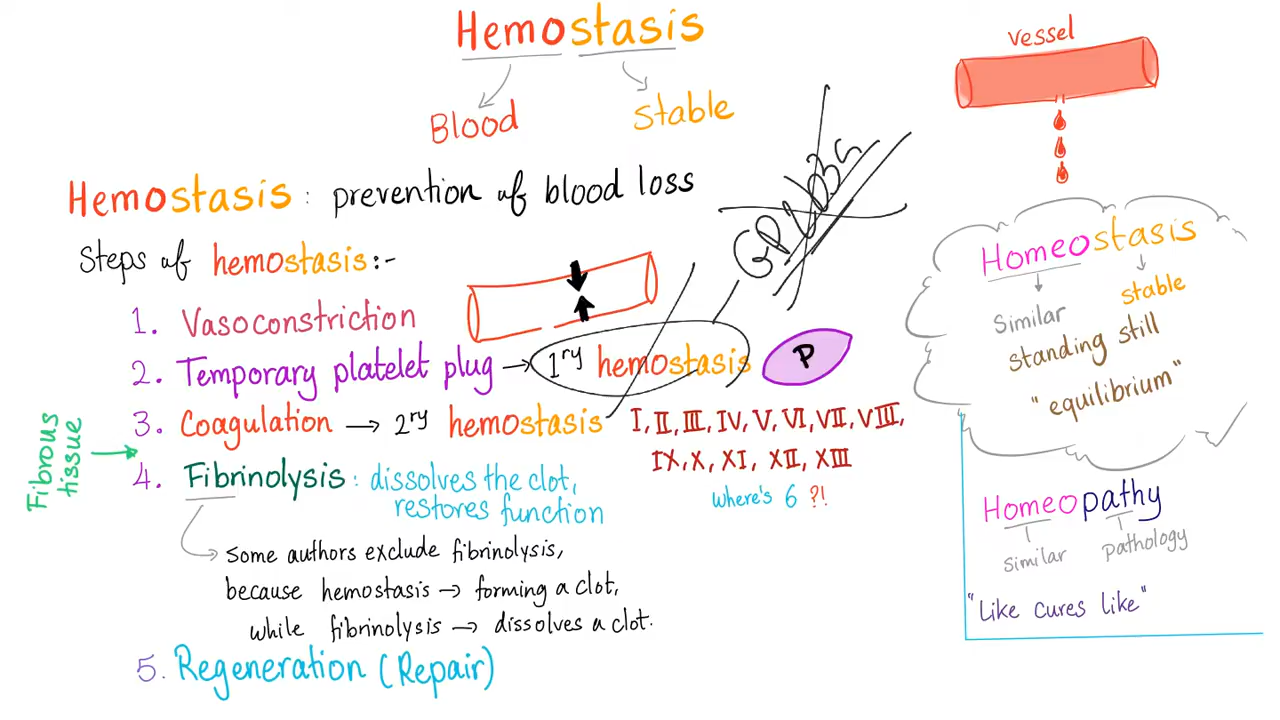 Hemostasis
Blood
Stable
Hemostasis : prevention of blood loss
Steps of hemostasis:-
1. Vasoconstriction
2. Temporary platelet plug → 1ry hemostasis
P
3. Coagulation → 2ry hemostasis
I, II, III, IV, V, VI, VII, VIII,
IX, X, XI, XII, XIII
where's 6 ?!
Fibrous
tissue
4. Fibrinolysis : dissolves the clot,
restores function
Some authors exclude fibrinolysis,
because hemostasis → forming a clot,
while fibrinolysis → dissolves a clot.
5. Regeneration (Repair)
vessel
Homeostasis
Similar
stable
standing still
"equilibrium"
Homeopathy
Similar
pathology
"Like cures like"